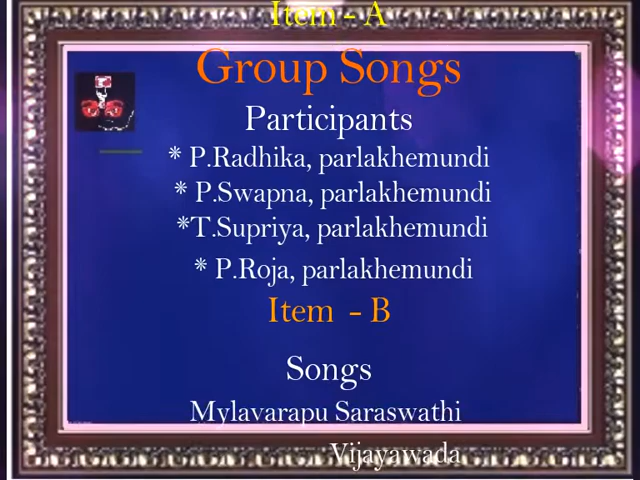 Item - A
Group Songs
Participants
* P.Radhika, parlakhemundi
* P.Swapna, parlakhemundi
*T.Supriya, parlakhemundi
* P.Roja, parlakhemundi
Item - B
Songs
Mylavarapu Saraswathi
Vijayawada